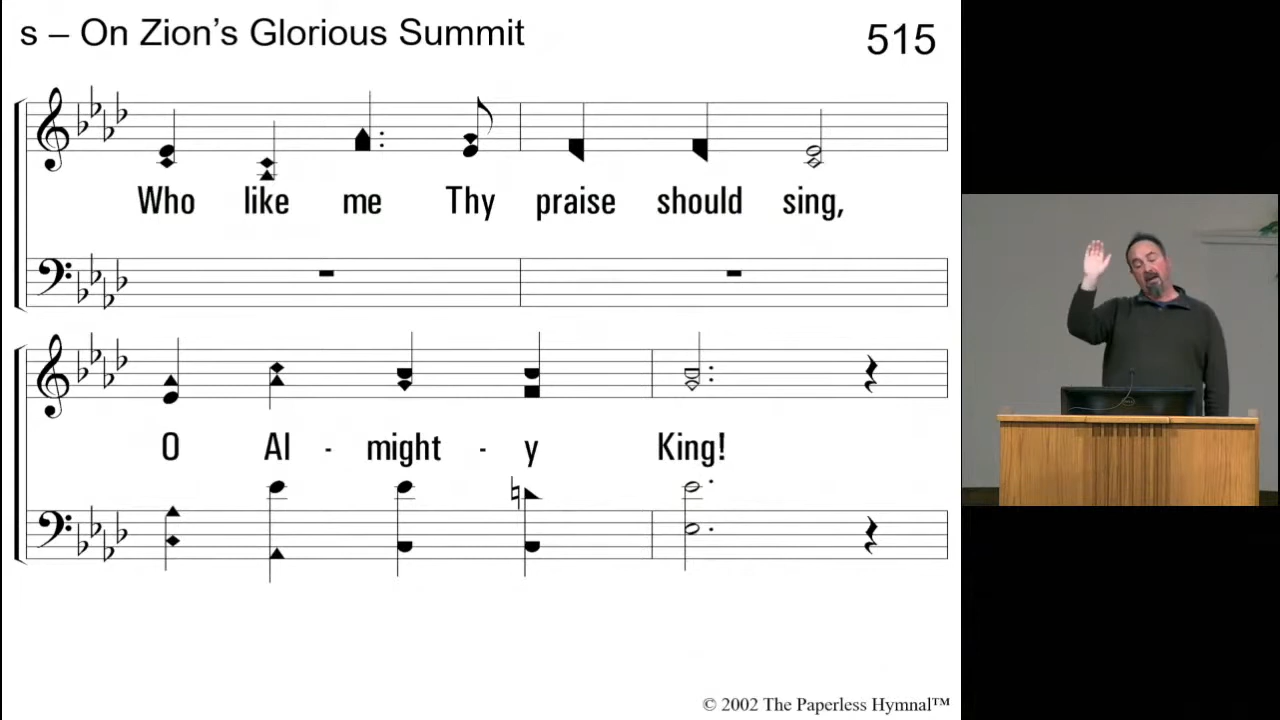 s – On Zion’s Glorious Summit
515
Who like me Thy praise should sing,
O Al - might - y King!
© 2002 The Paperless Hymnal™